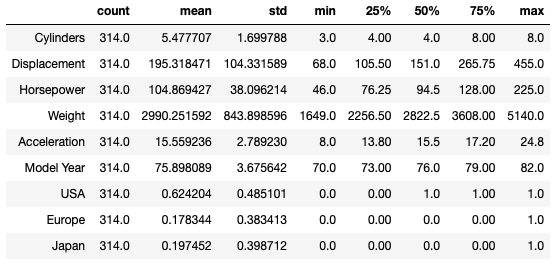 count mean std min 25% 50% 75% max
Cylinders 314.0 5.477707 1.699788 3.0 4.00 4.0 8.00 8.0
Displacement 314.0 195.318471 104.331589 68.0 105.50 151.0 265.75 455.0
Horsepower 314.0 104.869427 38.096214 46.0 76.25 94.5 128.00 225.0
Weight 314.0 2990.251592 843.898596 1649.0 2256.50 2822.5 3608.00 5140.0
Acceleration 314.0 15.559236 2.789230 8.0 13.80 15.5 17.20 24.8
Model Year 314.0 75.898089 3.675642 70.0 73.00 76.0 79.00 82.0
USA 314.0 0.624204 0.485101 0.0 0.00 1.0 1.00 1.0
Europe 314.0 0.178344 0.383413 0.0 0.00 0.0 0.00 1.0
Japan 314.0 0.197452 0.398712 0.0 0.00 0.0 0.00 1.0